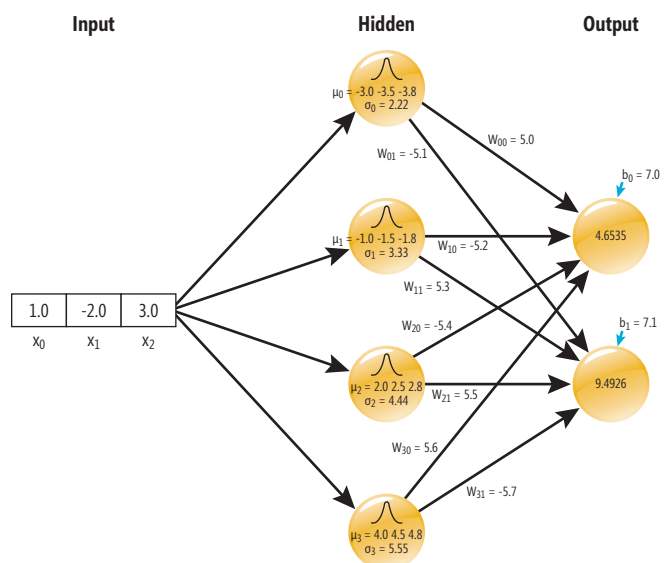 Input Hidden Output
μ₀ = -3.0 -3.5 -3.8
σ₀ = 2.22
W₀₀ = 5.0
W₀₁ = -5.1
b₀ = 7.0
4.6535
μ₁ = -1.0 -1.5 -1.8
σ₁ = 3.33
W₁₀ = -5.2
W₁₁ = 5.3
1.0 -2.0 3.0
x₀ x₁ x₂
W₂₀ = -5.4
b₁ = 7.1
9.4926
μ₂ = 2.0 2.5 2.8
σ₂ = 4.44
W₂₁ = 5.5
W₃₀ = 5.6
W₃₁ = -5.7
μ₃ = 4.0 4.5 4.8
σ₃ = 5.55